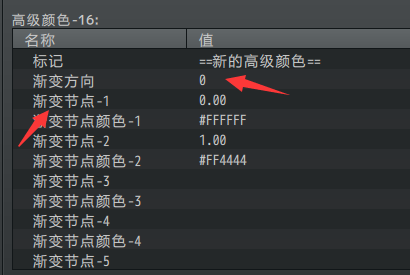 高级颜色-16:
名称 值
标记 ==新的高级颜色==
渐变方向 0
渐变节点-1 0.00
渐变节点颜色-1 #FFFFFF
渐变节点-2 1.00
渐变节点颜色-2 #FF4444
渐变节点-3
渐变节点颜色-3
渐变节点-4
渐变节点颜色-4
渐变节点-5